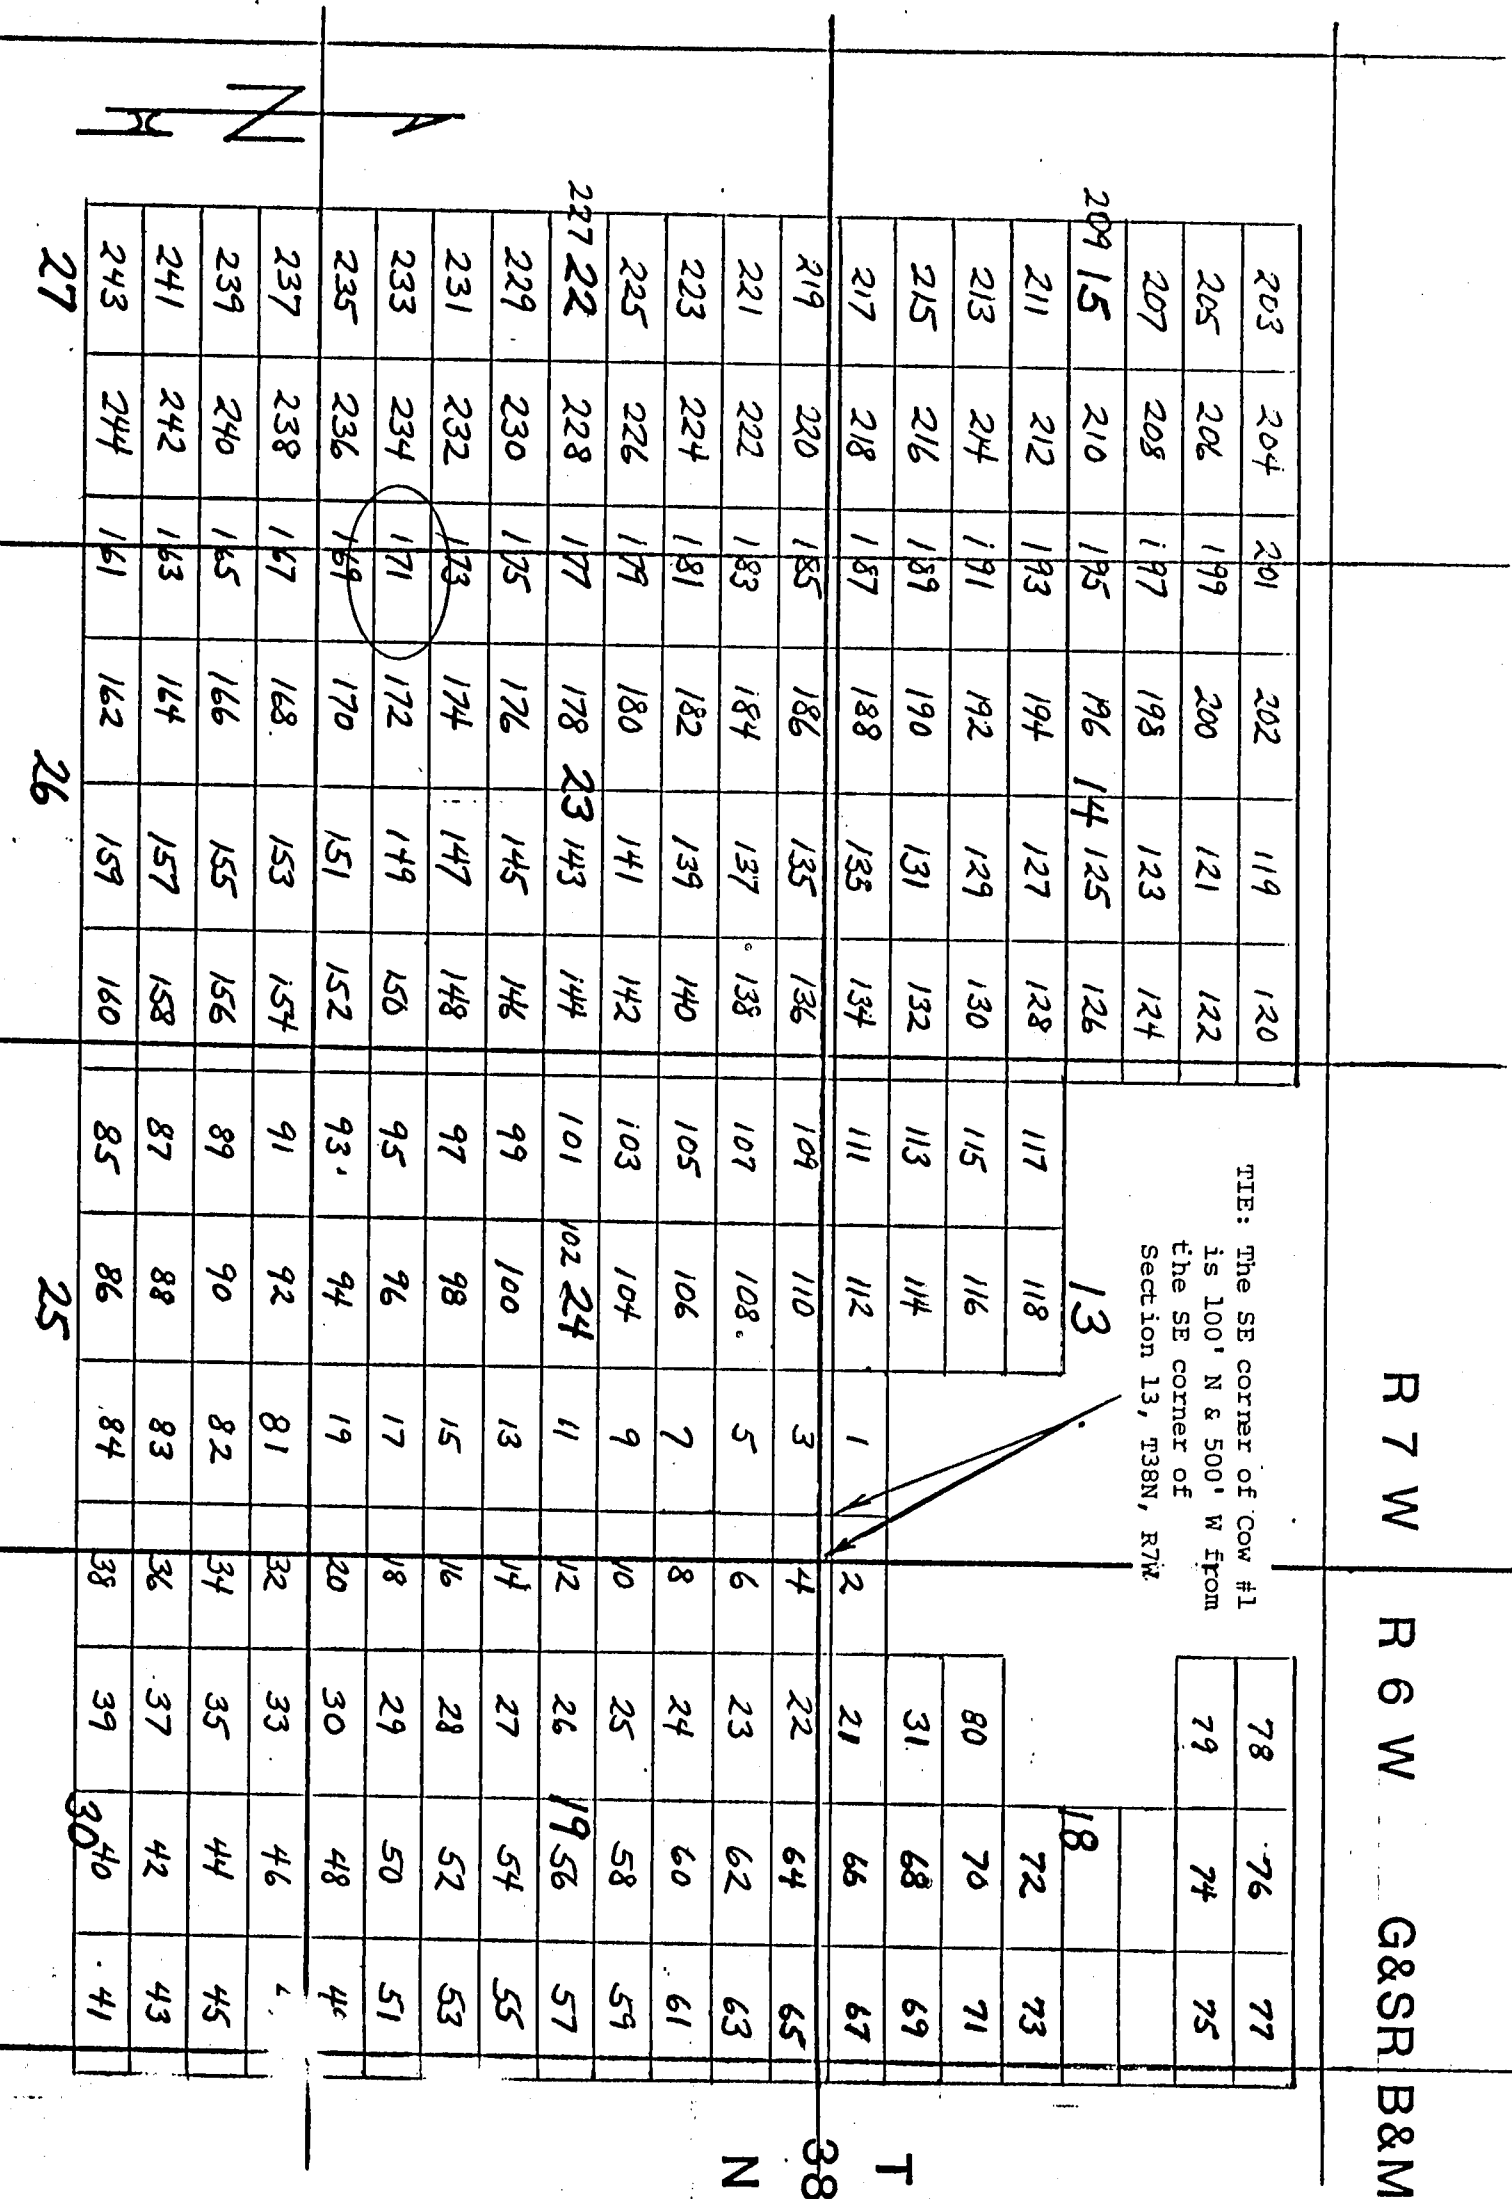 R 7 W R 6 W G&SR B&M
TIE: The SE corner of Cow #1
is 100' N & 500' W from
the SE corner of
Section 13, T38N, R7W
203 204 201 202 119 120 78 76 77
205 206 199 200 121 122 79 74 75
207 208 197 198 123 124
209 15 210 195 196 14 125 126 13 18
211 212 193 194 127 128 117 118 72 73
213 214 191 192 129 130 115 116 80 70 71
215 216 189 190 131 132 113 114 31 68 69
217 218 187 188 133 134 111 112 1 2 21 66 67
T
219 220 185 186 135 136 109 110 3 4 22 64 65
38
221 222 183 184 137 138 107 108 5 6 23 62 63
N
223 224 181 182 139 140 105 106 7 8 24 60 61
225 226 179 180 141 142 103 104 9 10 25 58 59
227 22 228 177 178 23 143 144 101 102 24 11 12 26 19 56 57
229 230 175 176 145 146 99 100 13 14 27 54 55
231 232 173 174 147 148 97 98 15 16 28 52 53
233 234 171 172 149 150 95 96 17 18 29 50 51
235 236 169 170 151 152 93 94 19 20 30 48
237 238 167 168 153 154 91 92 81 32 33 46
239 240 165 166 155 156 89 90 82 34 35 44 45
241 242 163 164 157 158 87 88 83 36 37 42 43
243 244 161 162 159 160 85 86 84 38 39 40 41
27 26 25 30
N